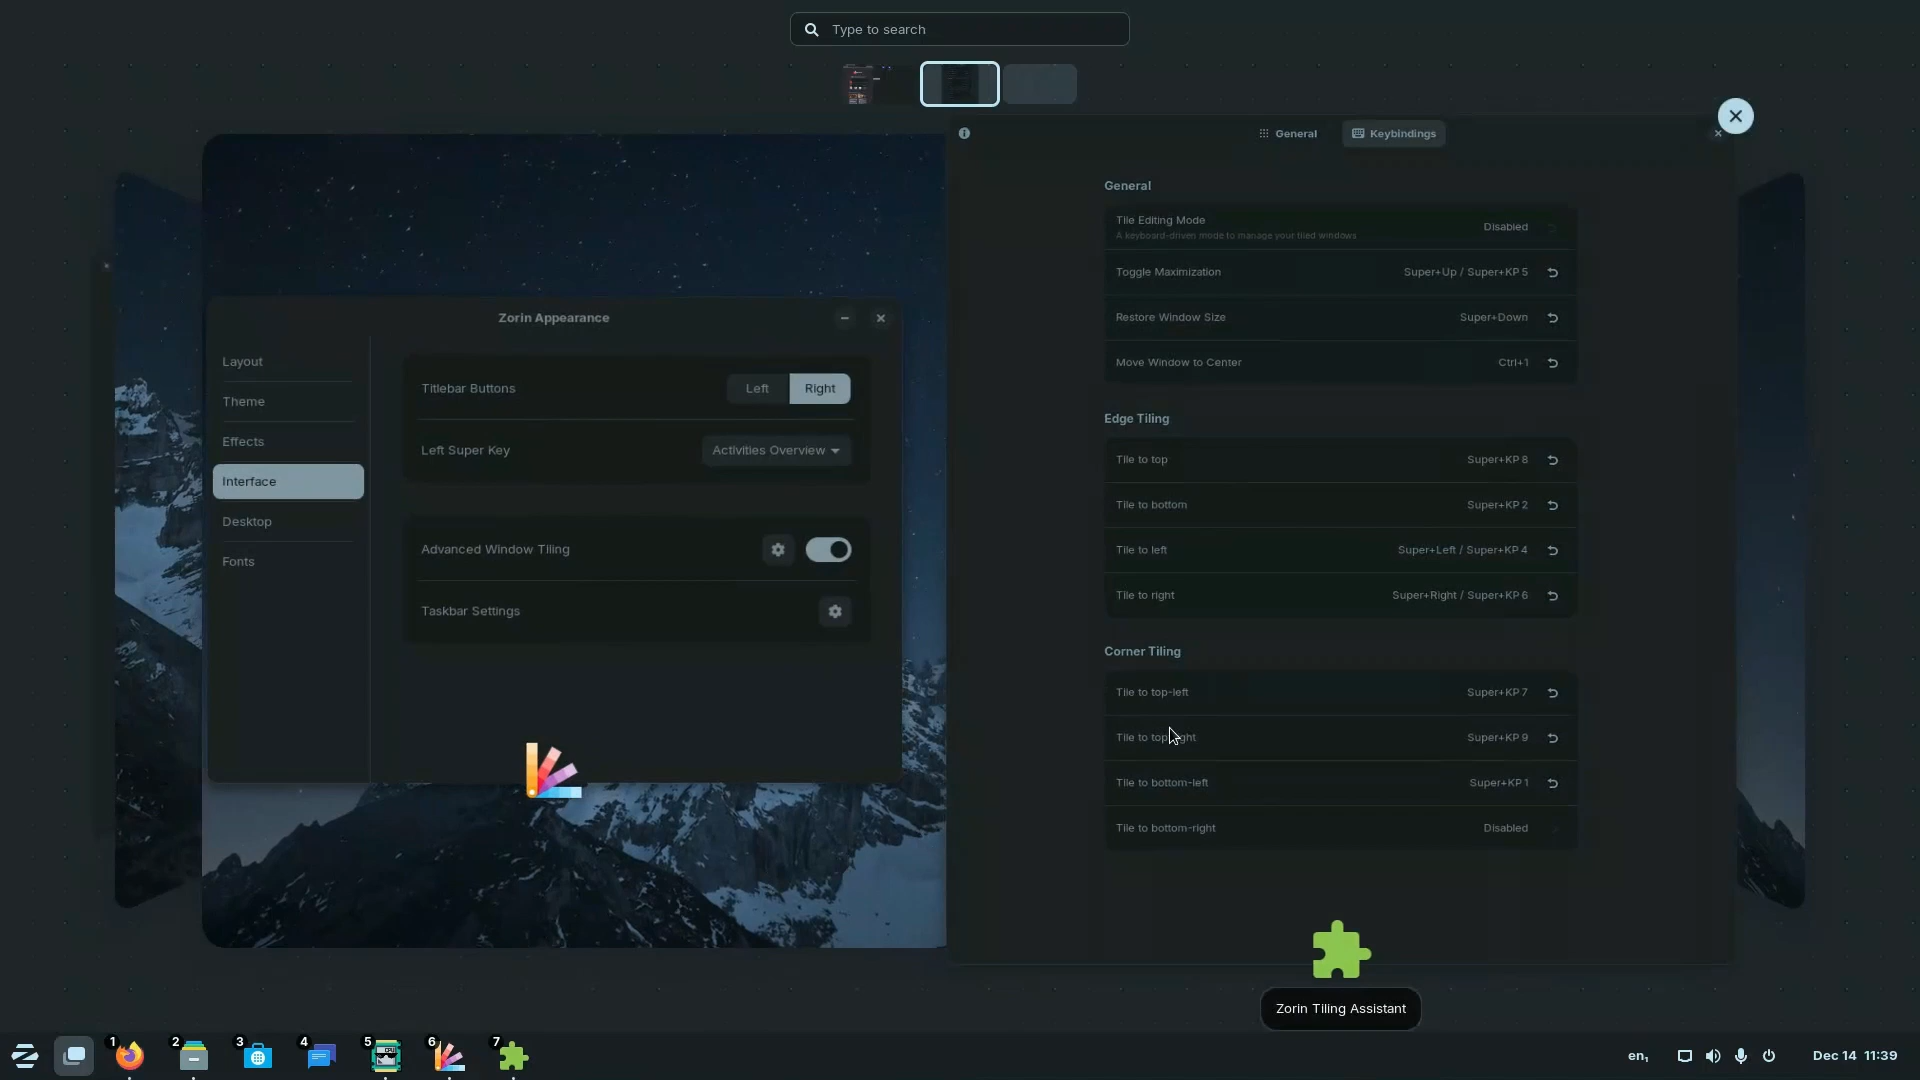 Type to search
General
Keybindings
General
Tile Editing Mode
A keyboard-driven mode to manage your tiled windows
Disabled
Toggle Maximization
Super+Up / Super+KP 5
Restore Window Size
Super+Down
Move Window to Center
Ctrl+1
Edge Tiling
Tile to top
Super+KP 8
Tile to bottom
Super+KP 2
Tile to left
Super+Left / Super+KP 4
Tile to right
Super+Right / Super+KP 6
Corner Tiling
Tile to top-left
Super+KP 7
Tile to top-right
Super+KP 9
Tile to bottom-left
Super+KP 1
Tile to bottom-right
Disabled
Zorin Appearance
Layout
Theme
Effects
Interface
Desktop
Fonts
Titlebar Buttons
Left
Right
Left Super Key
Activities Overview
Advanced Window Tiling
Taskbar Settings
Zorin Tiling Assistant
1
2
3
4
5
6
7
en₁
Dec 14 11:39